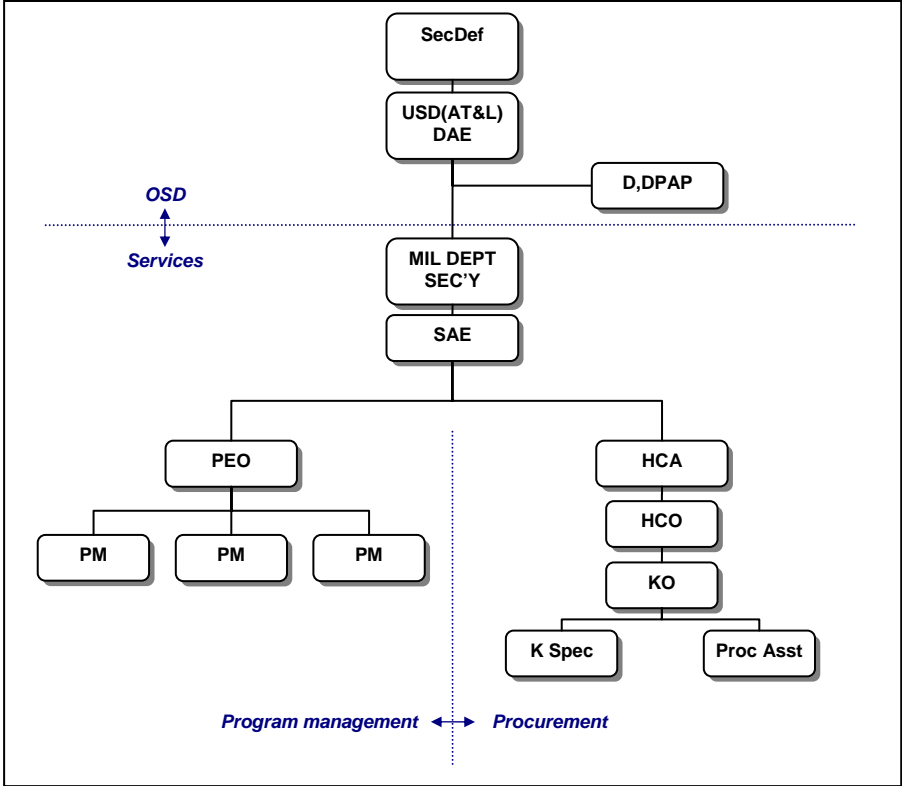 SecDef
USD(AT&L)
DAE
D,DPAP
OSD
Services
MIL DEPT
SEC’Y
SAE
PEO
HCA
PM
PM
PM
HCO
KO
K Spec
Proc Asst
Program management
Procurement